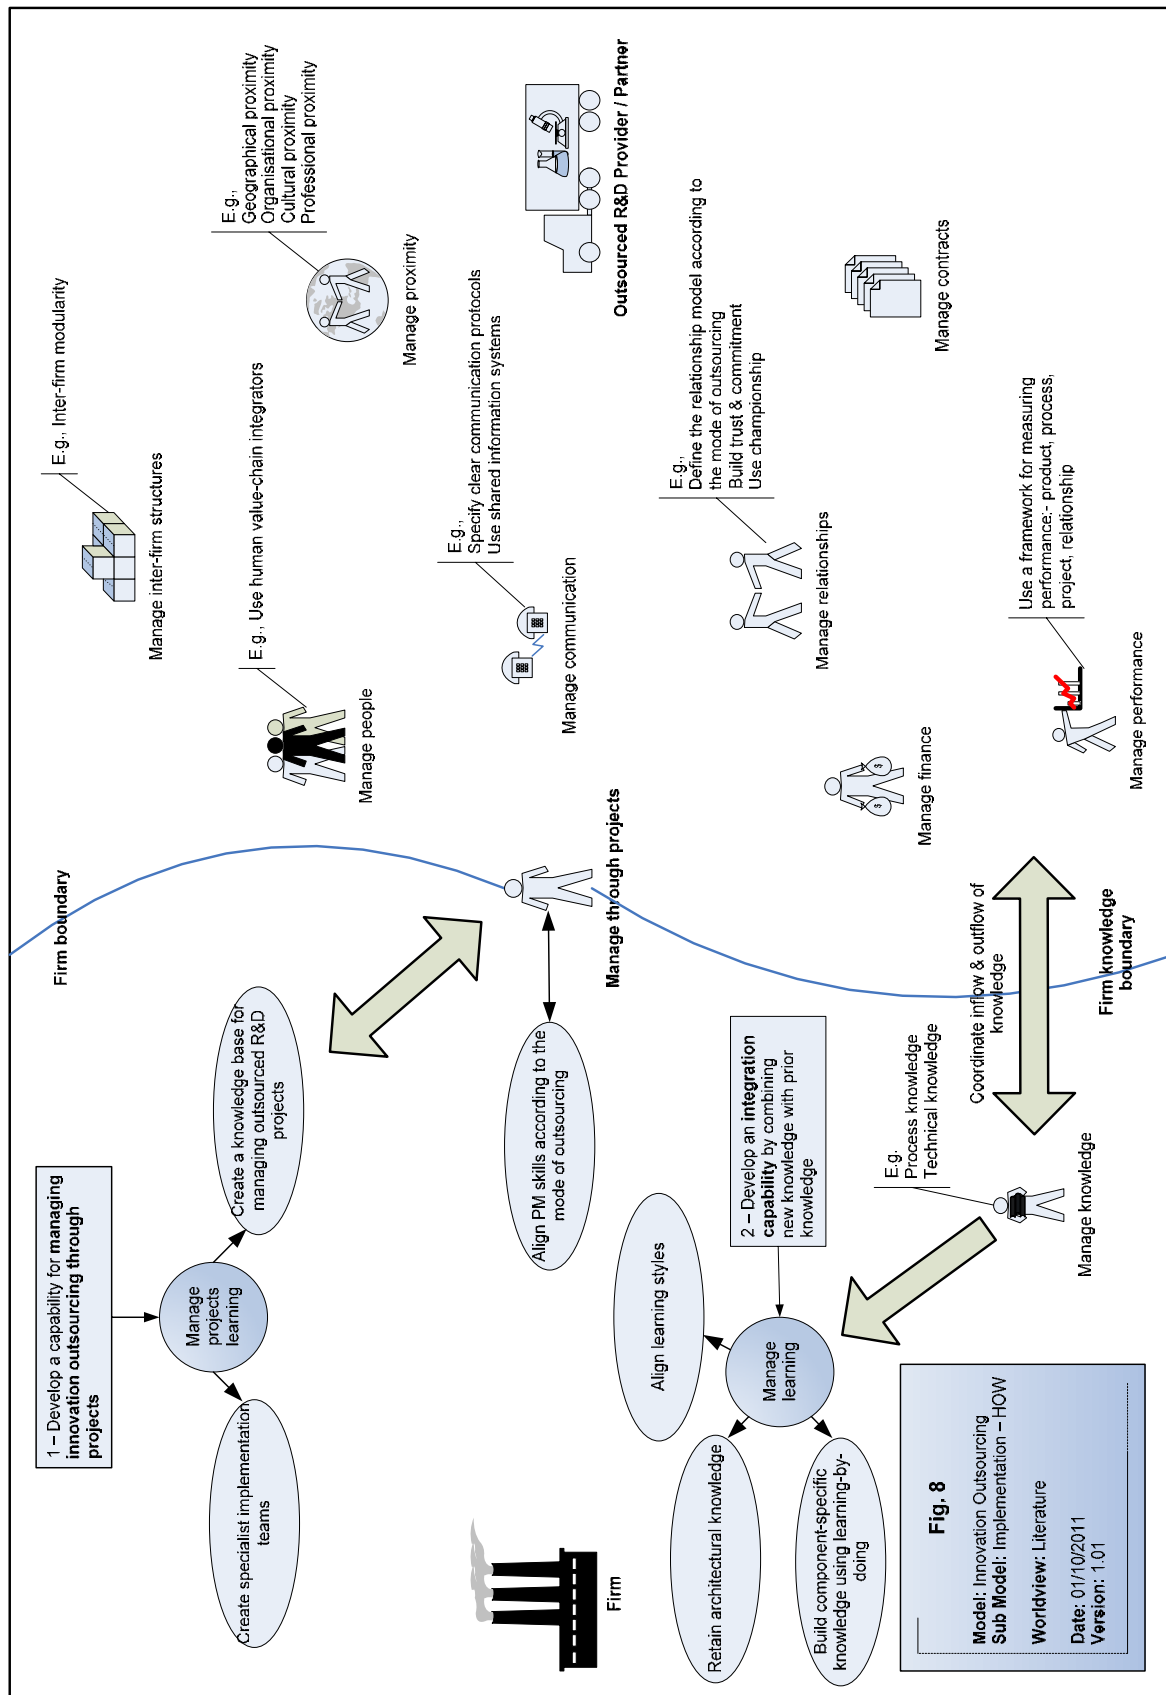 1 – Develop a capability for managing
innovation outsourcing through
projects
Manage
projects
learning
Create specialist implementation
teams
Create a knowledge base for
managing outsourced R&D
projects
Firm boundary
E.g., Inter-firm modularity
Manage inter-firm structures
E.g., Use human value-chain integrators
Manage people
E.g.,
Geographical proximity
Organisational proximity
Cultural proximity
Professional proximity
Manage proximity
Firm
Align PM skills according to the
mode of outsourcing
Manage through projects
E.g.,
Specify clear communication protocols
Use shared information systems
Manage communication
Outsourced R&D Provider / Partner
Align learning styles
Retain architectural knowledge
Manage
learning
Build component-specific
knowledge using learning-by-
doing
2 – Develop an integration
capability by combining
new knowledge with prior
knowledge
E.g.,
Define the relationship model according to
the mode of outsourcing
Build trust & commitment
Use championship
Manage relationships
$
$
Manage finance
Manage contracts
E.g.
Process knowledge
Technical knowledge
Manage knowledge
Coordinate inflow & outflow of
knowledge
Firm knowledge
boundary
Use a framework for measuring
performance:- product, process,
project, relationship
Manage performance
Fig. 8
Model: Innovation Outsourcing
Sub Model: Implementation – HOW
Worldview: Literature
Date: 01/10/2011
Version: 1.01